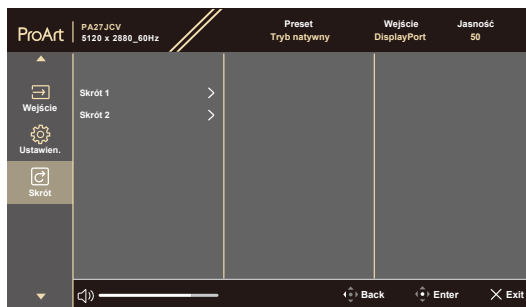 ProArt
PA27JCV
5120 x 2880_60Hz
Preset
Tryb natywny
Wejście
DisplayPort
Jasność
50
Wejście
Ustawien.
Skrót
Skrót 1
Skrót 2
Back
Enter
Exit